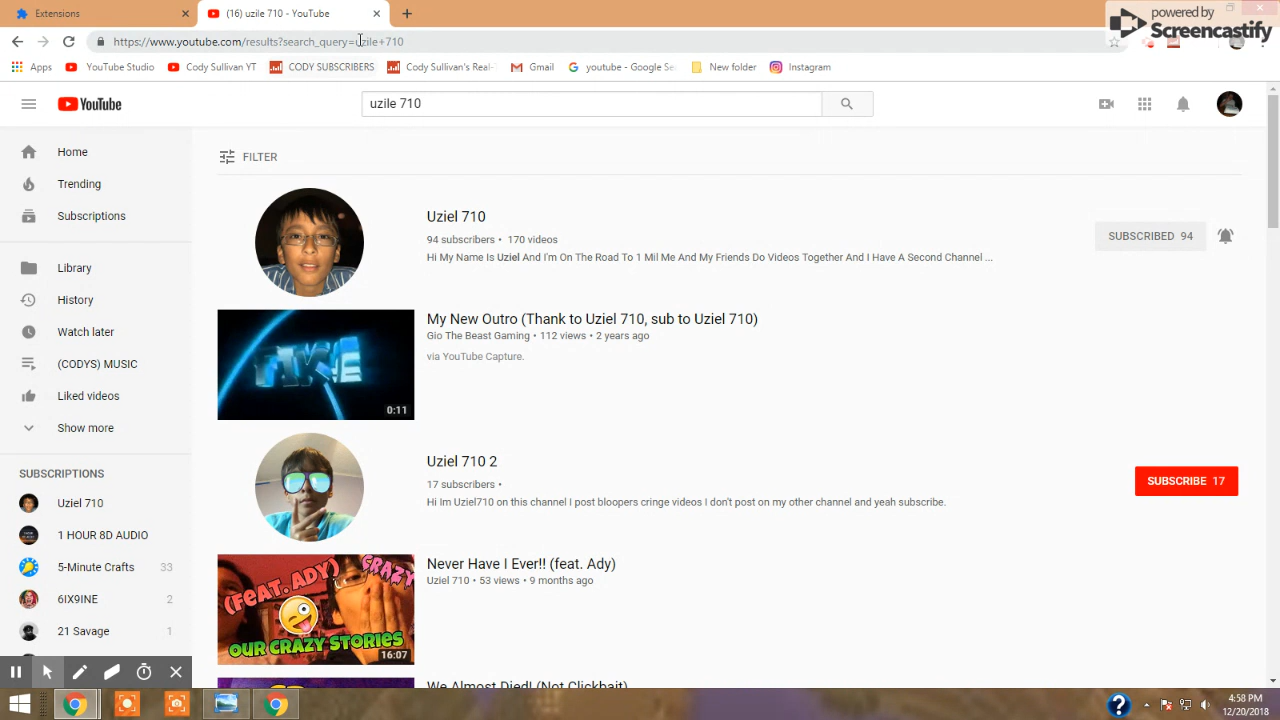 Extensions
(16) uzile 710 - YouTube
powered by
Screencastify
https://www.youtube.com/results?search_query=uzile+710
Apps
YouTube Studio
Cody Sullivan YT
CODY SUBSCRIBERS
Cody Sullivan's Real-
Gmail
youtube - Google Se
New folder
Instagram
YouTube
uzile 710
Home
Trending
Subscriptions
Library
History
Watch later
(CODYS) MUSIC
Liked videos
Show more
SUBSCRIPTIONS
Uziel 710
1 HOUR 8D AUDIO
5-Minute Crafts 33
6IX9INE 2
21 Savage 1
FILTER
Uziel 710
94 subscribers • 170 videos
Hi My Name Is Uziel And I'm On The Road To 1 Mil Me And My Friends Do Videos Together And I Have A Second Channel ...
SUBSCRIBED 94
My New Outro (Thank to Uziel 710, sub to Uziel 710)
Gio The Beast Gaming • 112 views • 2 years ago
via YouTube Capture.
0:11
Uziel 710 2
17 subscribers •
Hi Im Uziel710 on this channel I post bloopers cringe videos I don't post on my other channel and yeah subscribe.
SUBSCRIBE 17
Never Have I Ever!! (feat. Ady)
Uziel 710 • 53 views • 9 months ago
(FEAT. ADY)
CRAZY
OUR CRAZY STORIES
16:07
We Almost Died! (Not Clickbait)
4:58 PM
12/20/2018